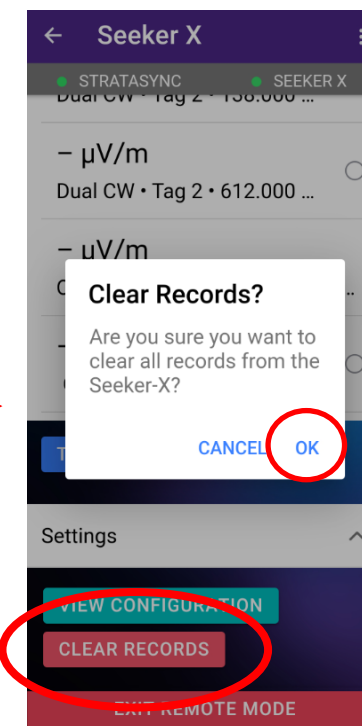 Seeker X
STRATASYNC SEEKER X
Dual CW • Tag 2 • 138.000 ...
– µV/m
Dual CW • Tag 2 • 612.000 ...
– µV/m
Clear Records?
Are you sure you want to
clear all records from the
Seeker-X?
CANCEL OK
Settings
VIEW CONFIGURATION
CLEAR RECORDS
EXIT REMOTE MODE